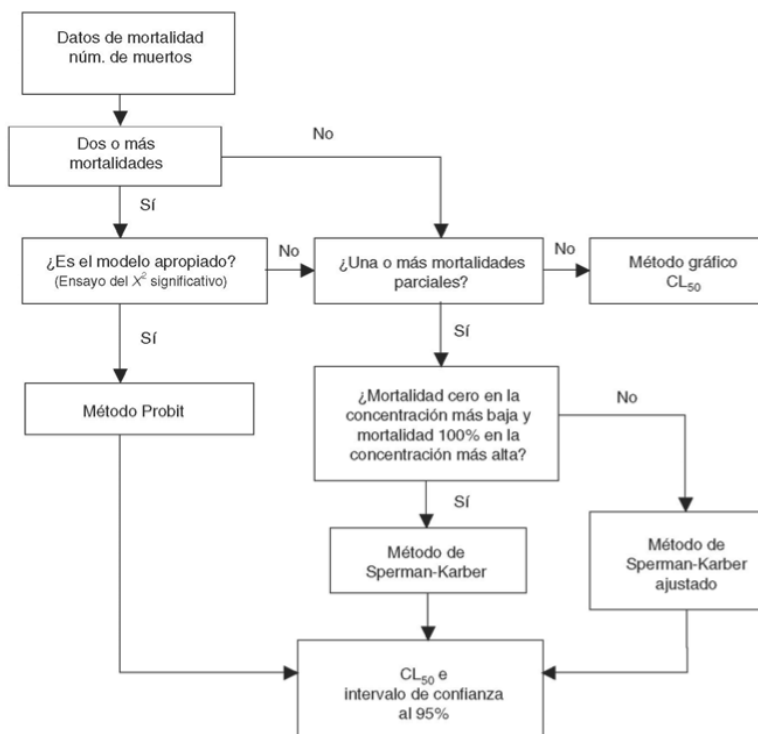 Datos de mortalidad
núm. de muertos
No
Dos o más
mortalidades
Sí
¿Es el modelo apropiado?
(Ensayo del X² significativo)
No
¿Una o más mortalidades
parciales?
No
Método gráfico
CL₅₀
Sí
Sí
Método Probit
¿Mortalidad cero en la
concentración más baja y
mortalidad 100% en la
concentración más alta?
No
Sí
Método de
Sperman-Karber
Método de
Sperman-Karber
ajustado
CL₅₀ e
intervalo de confianza
al 95%